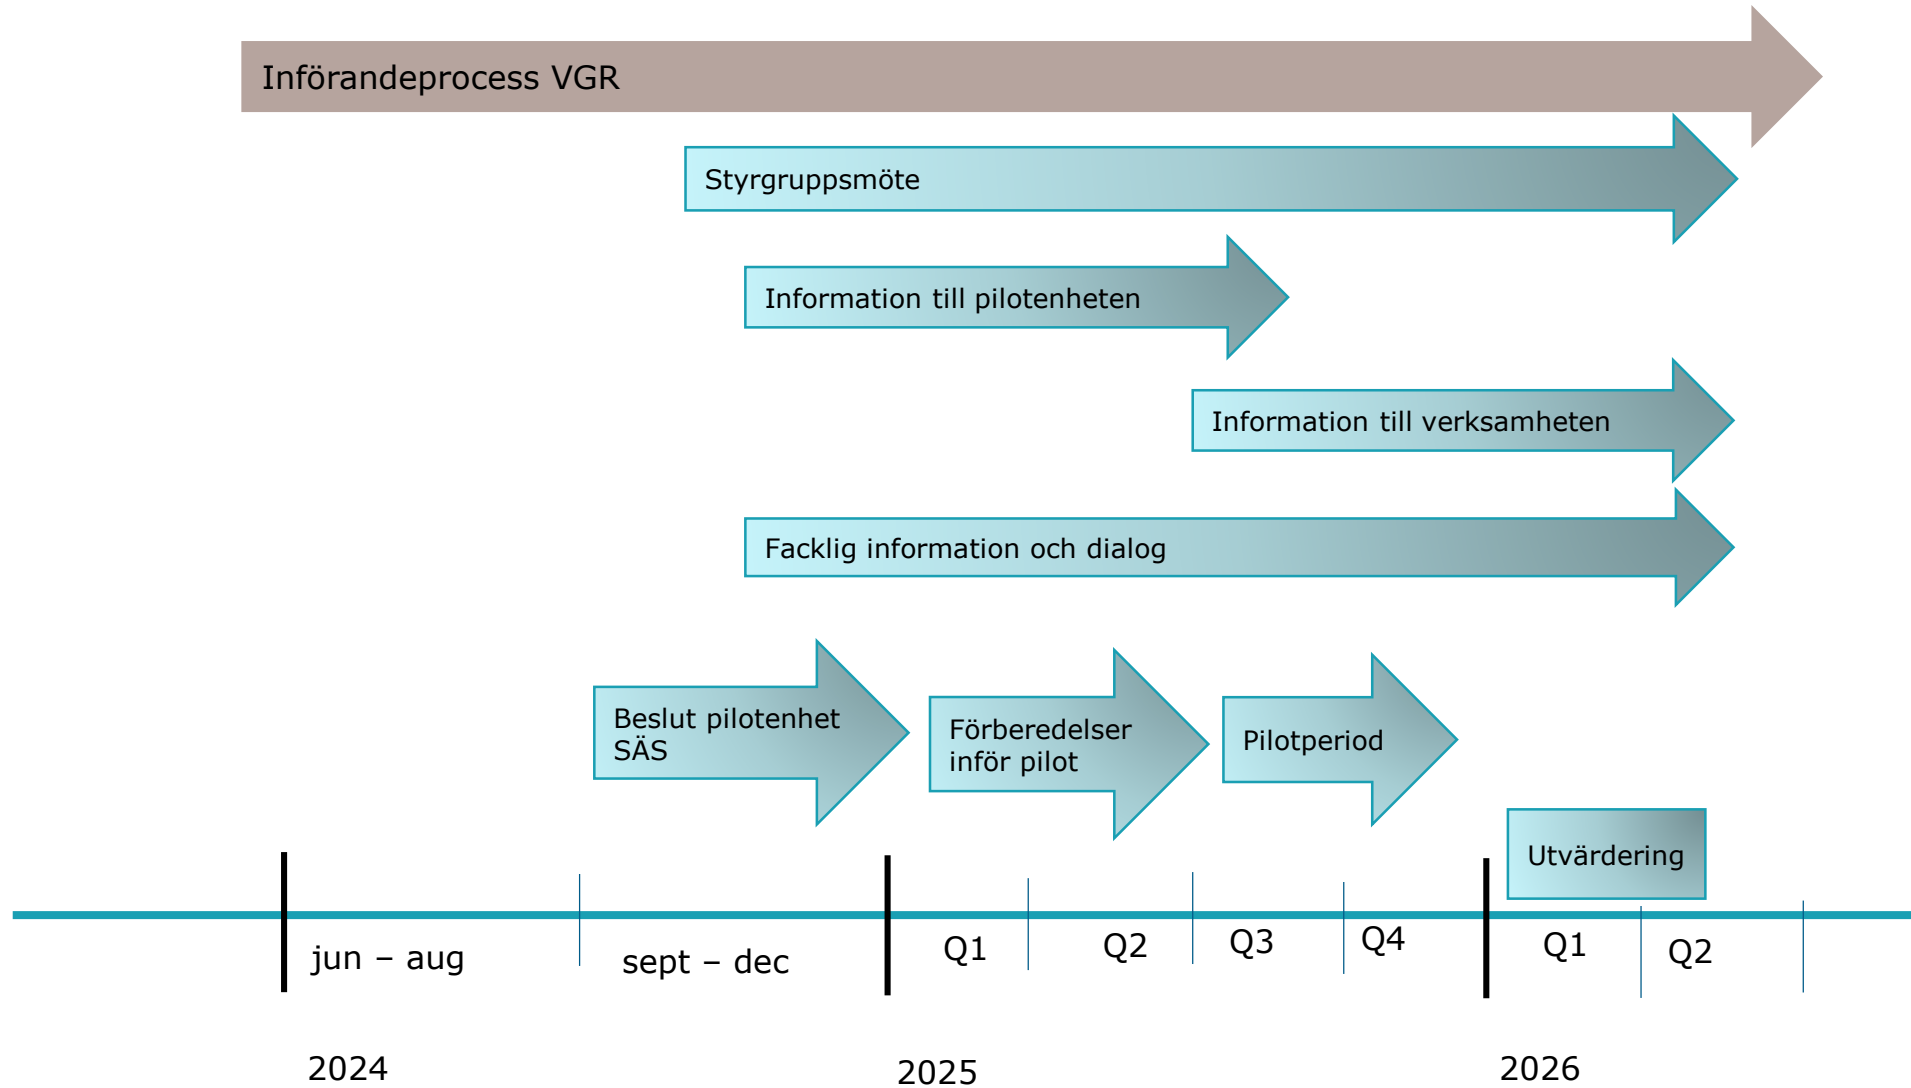 Införandeprocess VGR
Styrgruppsmöte
Information till pilotenheten
Information till verksamheten
Facklig information och dialog
Beslut pilotenhet
SÄS
Förberedelser
inför pilot
Pilotperiod
Utvärdering
jun – aug
sept – dec
Q1
Q2
Q3
Q4
Q1
Q2
2024
2025
2026